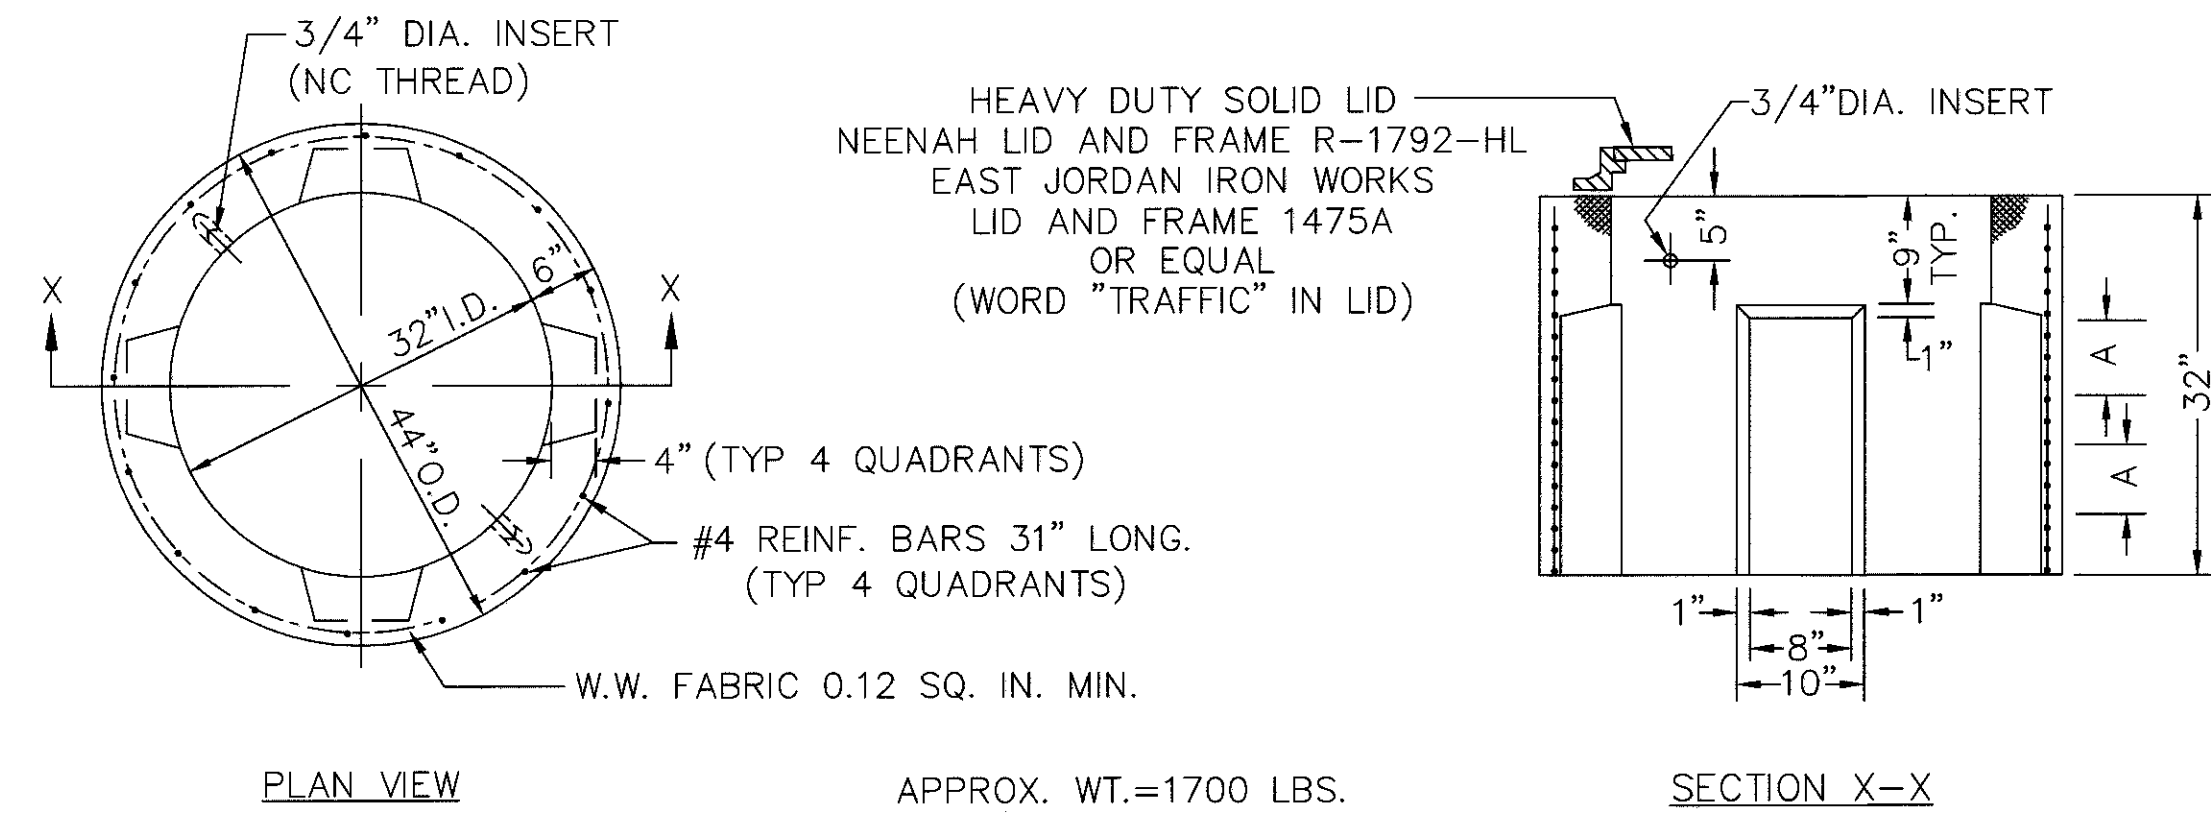 3/4" DIA. INSERT
(NC THREAD)
X
X
32" I.D.
6"
44" O.D.
4" (TYP 4 QUADRANTS)
#4 REINF. BARS 31" LONG.
(TYP 4 QUADRANTS)
W.W. FABRIC 0.12 SQ. IN. MIN.
PLAN VIEW
HEAVY DUTY SOLID LID
NEENAH LID AND FRAME R-1792-HL
EAST JORDAN IRON WORKS
LID AND FRAME 1475A
OR EQUAL
(WORD "TRAFFIC" IN LID)
APPROX. WT.=1700 LBS.
3/4"DIA. INSERT
5"
9"
TYP.
1"
A
A
32"
1"
1"
8"
10"
SECTION X-X